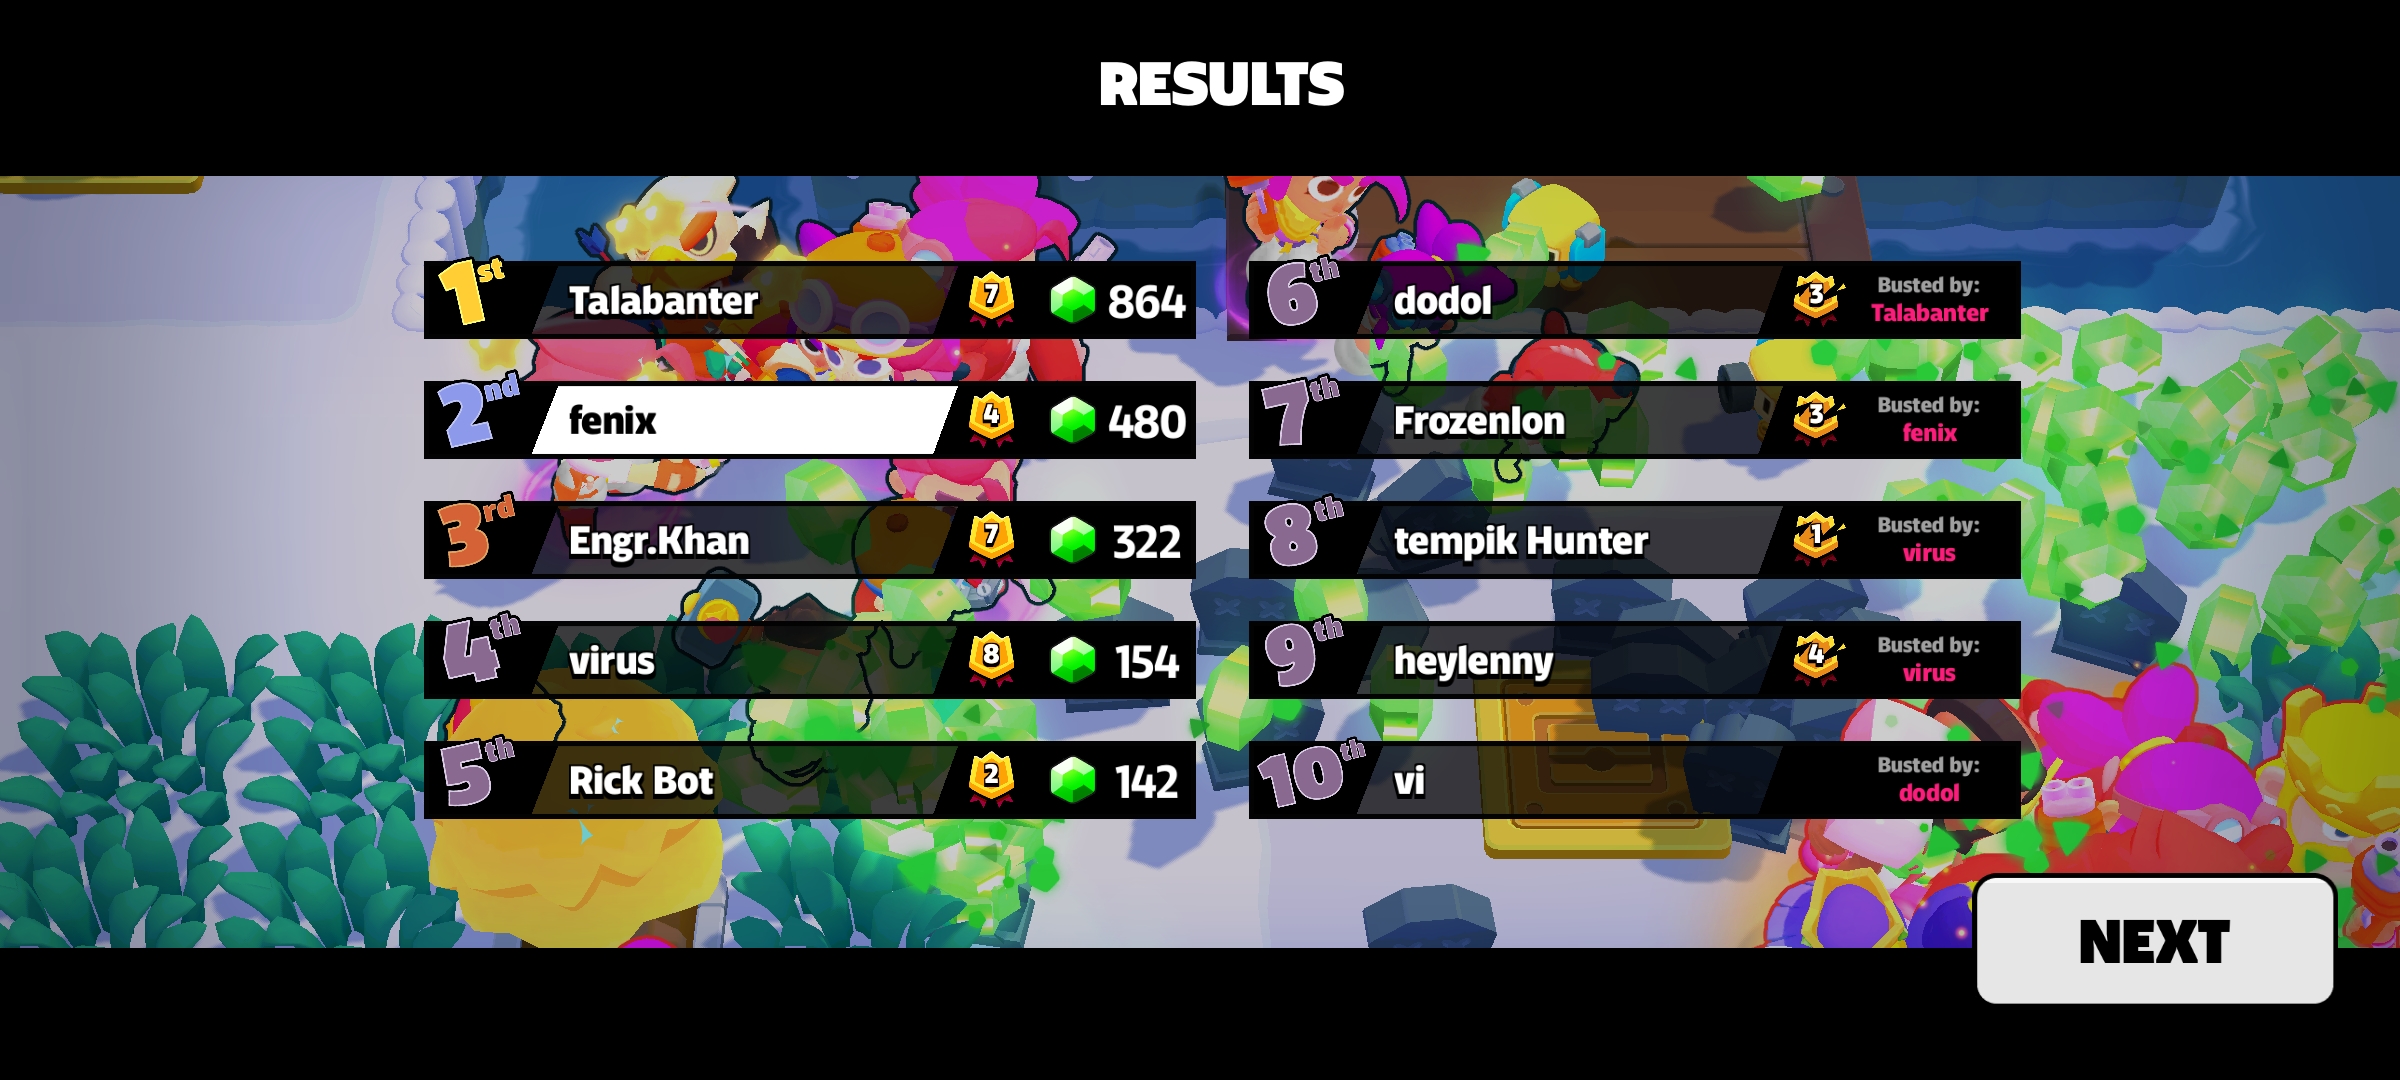 RESULTS
1st Talabanter 7 864
2nd fenix 4 480
3rd Engr.Khan 7 322
4th virus 8 154
5th Rick Bot 2 142
6th dodol 3 Busted by:
Talabanter
7th FrozenIon 3 Busted by:
fenix
8th tempik Hunter 1 Busted by:
virus
9th heylenny 4 Busted by:
virus
10th vi Busted by:
dodol
NEXT